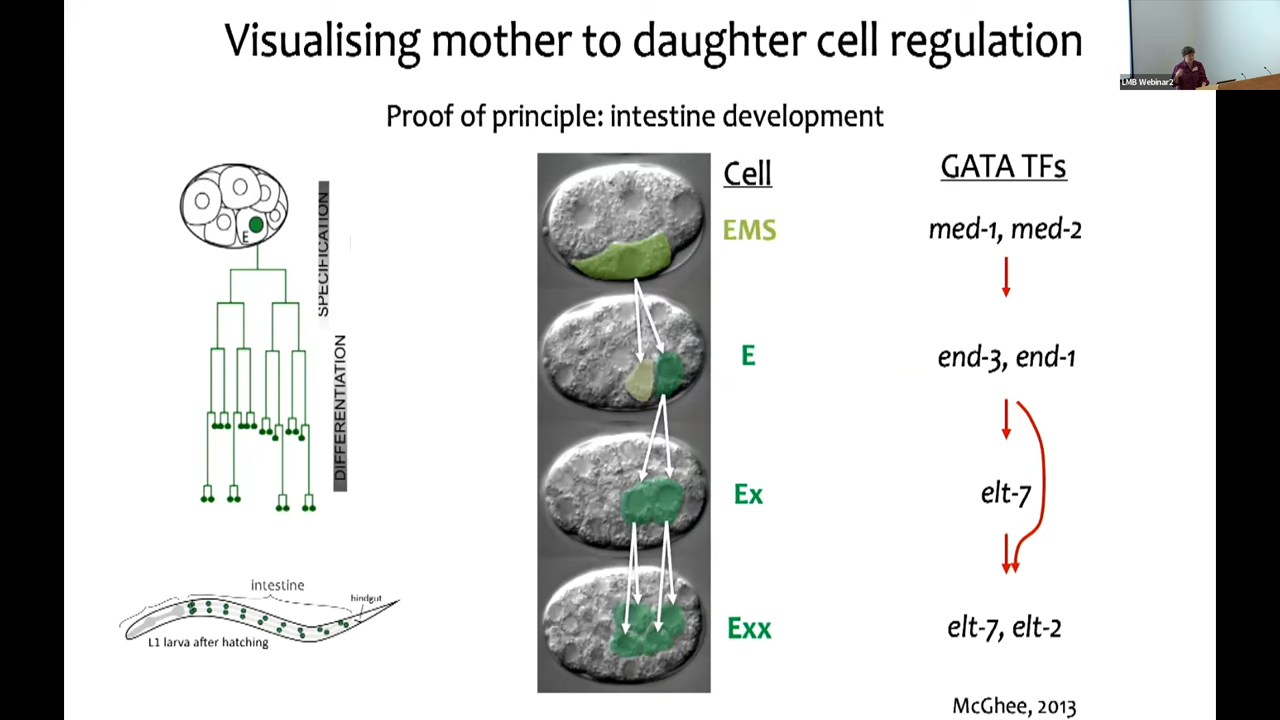 Visualising mother to daughter cell regulation
LMB Webinar2
Proof of principle: intestine development
E
SPECIFICATION
DIFFERENTIATION
intestine
hindgut
L1 larva after hatching
Cell
EMS
E
Ex
Exx
GATA TFs
med-1, med-2
end-3, end-1
elt-7
elt-7, elt-2
McGhee, 2013